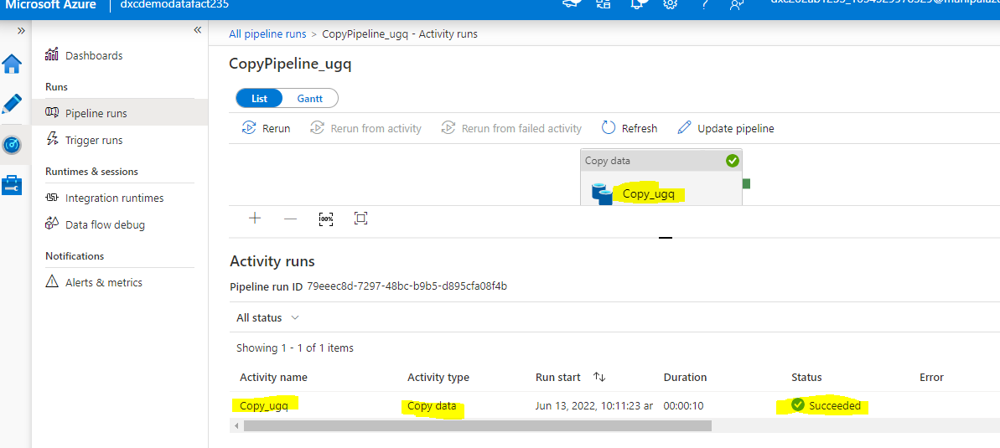 Microsoft Azure
dxcdemodatafact235
Dashboards
Runs
Pipeline runs
Trigger runs
Runtimes & sessions
Integration runtimes
Data flow debug
Notifications
Alerts & metrics
All pipeline runs > CopyPipeline_ugq - Activity runs
CopyPipeline_ugq
List Gantt
Rerun Rerun from activity Rerun from failed activity Refresh Update pipeline
Copy data
Copy_ugq
100%
Activity runs
Pipeline run ID 79eeec8d-7297-48bc-b9b5-d895cfa08f4b
All status
Showing 1 - 1 of 1 items
Activity name Activity type Run start Duration Status Error
Copy_ugq Copy data Jun 13, 2022, 10:11:23 ar 00:00:10 Succeeded